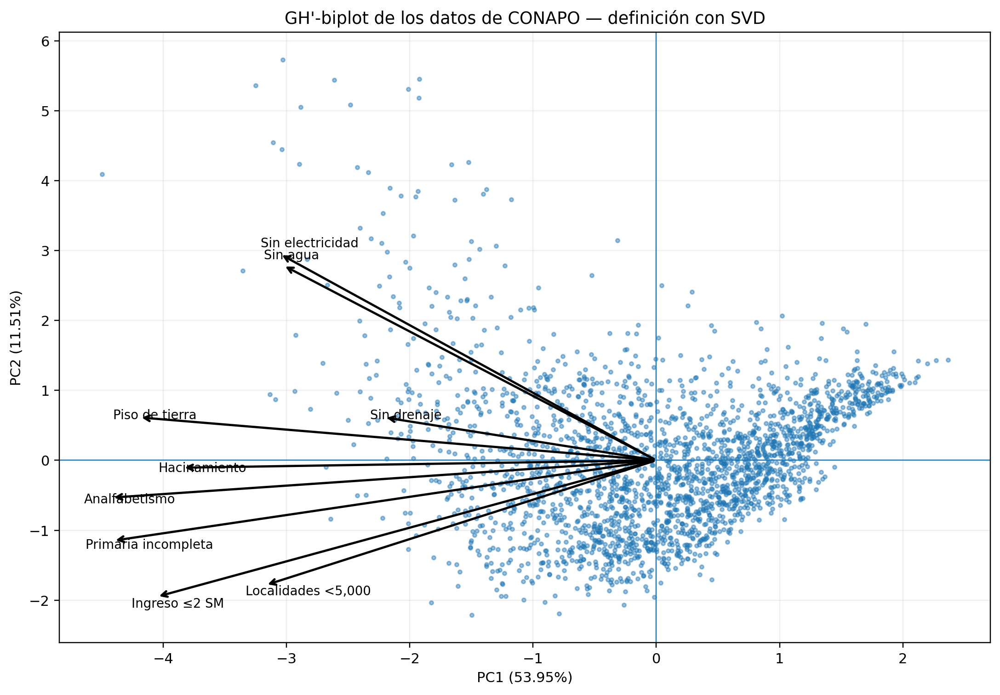 GH'-biplot de los datos de CONAPO — definición con SVD
6
5
4
3
2
1
0
−1
−2
PC2 (11.51%)
Sin electricidad
Sin agua
Piso de tierra
Sin drenaje
Hacinamiento
Analfabetismo
Primaria incompleta
Localidades <5,000
Ingreso ≤2 SM
−4
−3
−2
−1
0
1
2
PC1 (53.95%)